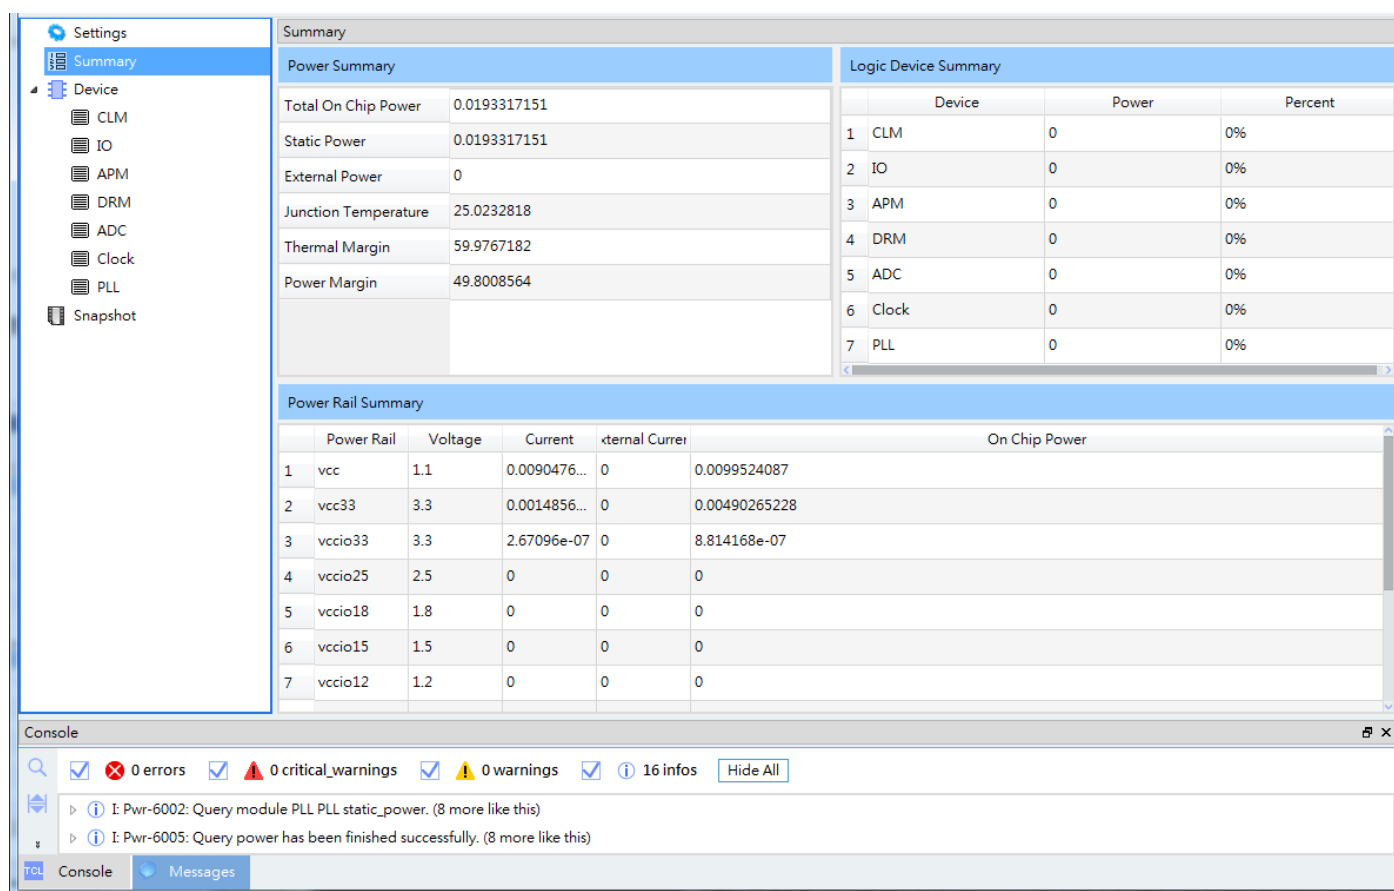 Settings
Summary
Device
CLM
IO
APM
DRM
ADC
Clock
PLL
Snapshot
Summary
Power Summary
Total On Chip Power 0.0193317151
Static Power 0.0193317151
External Power 0
Junction Temperature 25.0232818
Thermal Margin 59.9767182
Power Margin 49.8008564
Logic Device Summary
Device Power Percent
1 CLM 0 0%
2 IO 0 0%
3 APM 0 0%
4 DRM 0 0%
5 ADC 0 0%
6 Clock 0 0%
7 PLL 0 0%
Power Rail Summary
Power Rail Voltage Current xternal Currer On Chip Power
1 vcc 1.1 0.0090476... 0 0.0099524087
2 vcc33 3.3 0.0014856... 0 0.00490265228
3 vccio33 3.3 2.67096e-07 0 8.814168e-07
4 vccio25 2.5 0 0 0
5 vccio18 1.8 0 0 0
6 vccio15 1.5 0 0 0
7 vccio12 1.2 0 0 0
Console
0 errors 0 critical_warnings 0 warnings 16 infos Hide All
I: Pwr-6002: Query module PLL PLL static_power. (8 more like this)
I: Pwr-6005: Query power has been finished successfully. (8 more like this)
TCL Console Messages